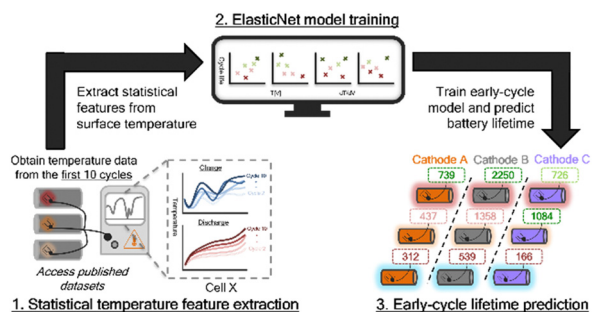 2. ElasticNet model training
Cycle life
T(V)
Extract statistical
features from
surface temperature
Train early-cycle
model and predict
battery lifetime
Obtain temperature data
from the first 10 cycles
Access published
datasets
Charge
Cycle 10
Temperature
Discharge
Cycle 10
Cell X
Cathode A
Cathode B
Cathode C
739
2250
726
437
1358
1084
312
539
166
1. Statistical temperature feature extraction
3. Early-cycle lifetime prediction